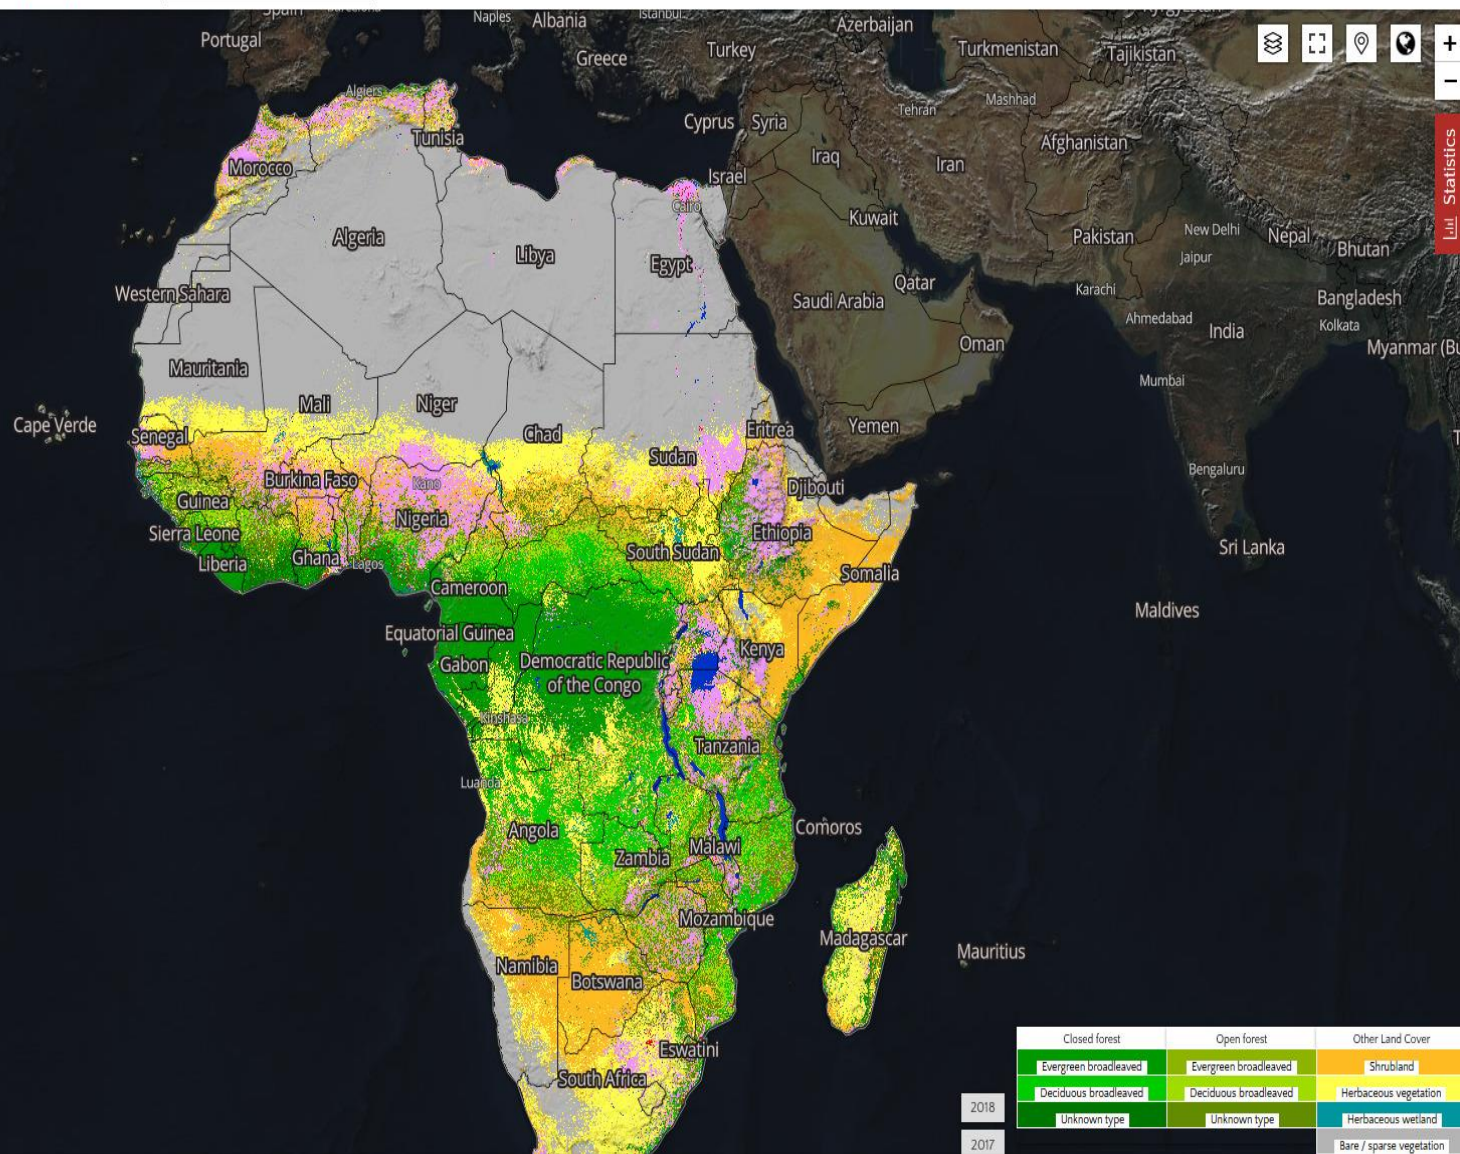 Spain
Barcelona
Naples
Albania
Istanbul
Azerbaijan
Kyrgyzstan
Portugal
Greece
Turkey
Turkmenistan
Tajikistan
Algiers
Tehran
Mashhad
Tunisia
Cyprus
Syria
Afghanistan
Morocco
Iraq
Iran
Israel
Statistics
Cairo
Kuwait
Algeria
Pakistan
New Delhi
Nepal
Bhutan
Libya
Egypt
Jaipur
Western Sahara
Qatar
Karachi
Saudi Arabia
Bangladesh
Ahmedabad
India
Kolkata
Oman
Myanmar (Bu
Mauritania
Mumbai
Mali
Niger
Cape Verde
Senegal
Chad
Eritrea
Yemen
T
Sudan
Bengaluru
Burkina Faso
Kano
Djibouti
Guinea
Nigeria
Sierra Leone
Ethiopia
Liberia
Ghana
Lagos
South Sudan
Sri Lanka
Somalia
Cameroon
Maldives
Equatorial Guinea
Kenya
Gabon
Democratic Republic
of the Congo
Kinshasa
Tanzania
Luanda
Angola
Comoros
Zambia
Malawi
Mozambique
Madagascar
Mauritius
Namibia
Botswana
Eswatini
South Africa
Closed forest
Open forest
Other Land Cover
Evergreen broadleaved
Evergreen broadleaved
Shrubland
Deciduous broadleaved
Deciduous broadleaved
Herbaceous vegetation
Unknown type
Unknown type
Herbaceous wetland
Bare / sparse vegetation
2018
2017